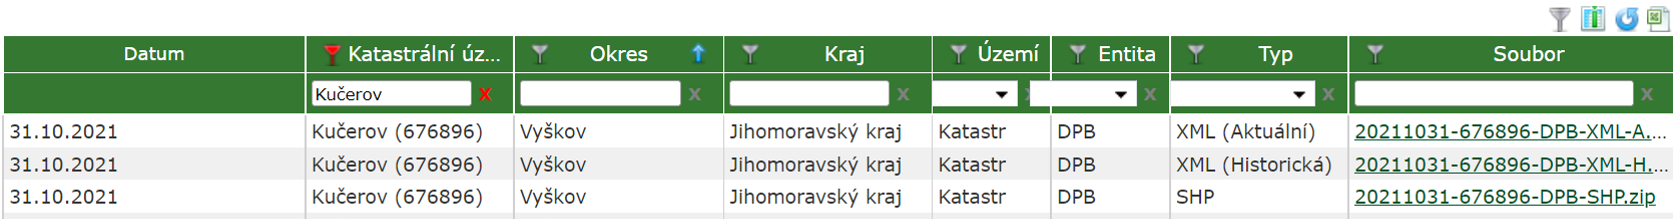 Datum Katastrální úz... Okres Kraj Území Entita Typ Soubor
Kučerov x x x x x x
31.10.2021 Kučerov (676896) Vyškov Jihomoravský kraj Katastr DPB XML (Aktuální) 20211031-676896-DPB-XML-A....
31.10.2021 Kučerov (676896) Vyškov Jihomoravský kraj Katastr DPB XML (Historická) 20211031-676896-DPB-XML-H....
31.10.2021 Kučerov (676896) Vyškov Jihomoravský kraj Katastr DPB SHP 20211031-676896-DPB-SHP.zip